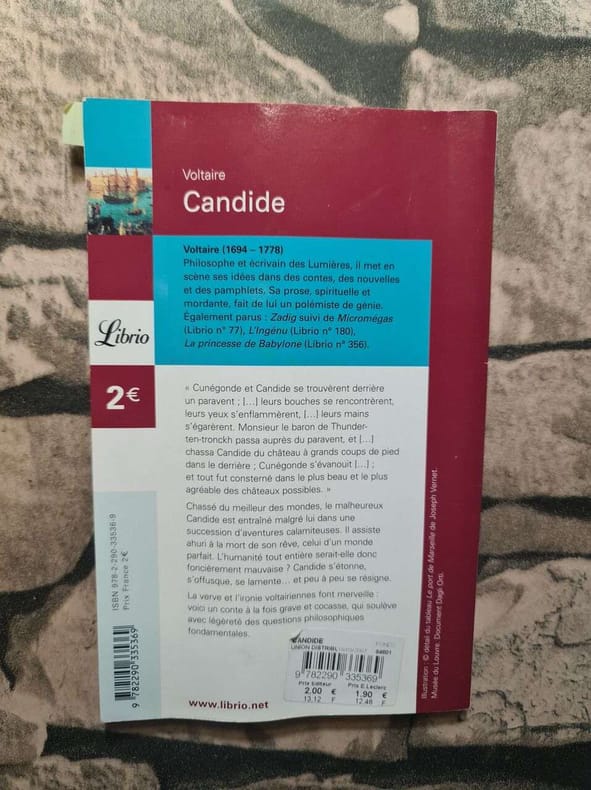 Voltaire
Candide
Voltaire (1694 – 1778)
Philosophe et écrivain des Lumières, il met en
scène ses idées dans des contes, des nouvelles
et des pamphlets. Sa prose, spirituelle et
mordante, fait de lui un polémiste de génie.
Également parus : Zadig suivi de Micromégas
(Librio n° 77), L'Ingénu (Librio n° 180),
La princesse de Babylone (Librio n° 356).
Librio
2€
« Cunégonde et Candide se trouvèrent derrière
un paravent ; [...] leurs bouches se rencontrèrent,
leurs yeux s'enflammèrent, [...] leurs mains
s'égarèrent. Monsieur le baron de Thunder-
ten-tronckh passa auprès du paravent, et [...]
chassa Candide du château à grands coups de pied
dans le derrière ; Cunégonde s'évanouit [...] ;
et tout fut consterné dans le plus beau et le plus
agréable des châteaux possibles. »
Chassé du meilleur des mondes, le malheureux
Candide est entraîné malgré lui dans une
succession d'aventures calamiteuses. Il assiste
ahuri à la mort de son rêve, celui d'un monde
parfait. L'humanité tout entière serait-elle donc
foncièrement mauvaise ? Candide s'étonne,
s'offusque, se lamente... et peu à peu se résigne.
La verve et l'ironie voltairiennes font merveille :
voici un conte à la fois grave et cocasse, qui soulève
avec légèreté des questions philosophiques
fondamentales.
ISBN 978-2-290-33536-9
Prix France 2€
9 782290 335369
www.librio.net
CANDIDE
UNION DISTRIB.
84601
9 782290 335369
Prix Editeur Prix E.Leclerc
2,00 € 1,90 €
13,12 F 12,46 F
Illustration : © détail du tableau Le port de Marseille de Joseph Vernet.
Musée du Louvre. Document Dagli Orti.